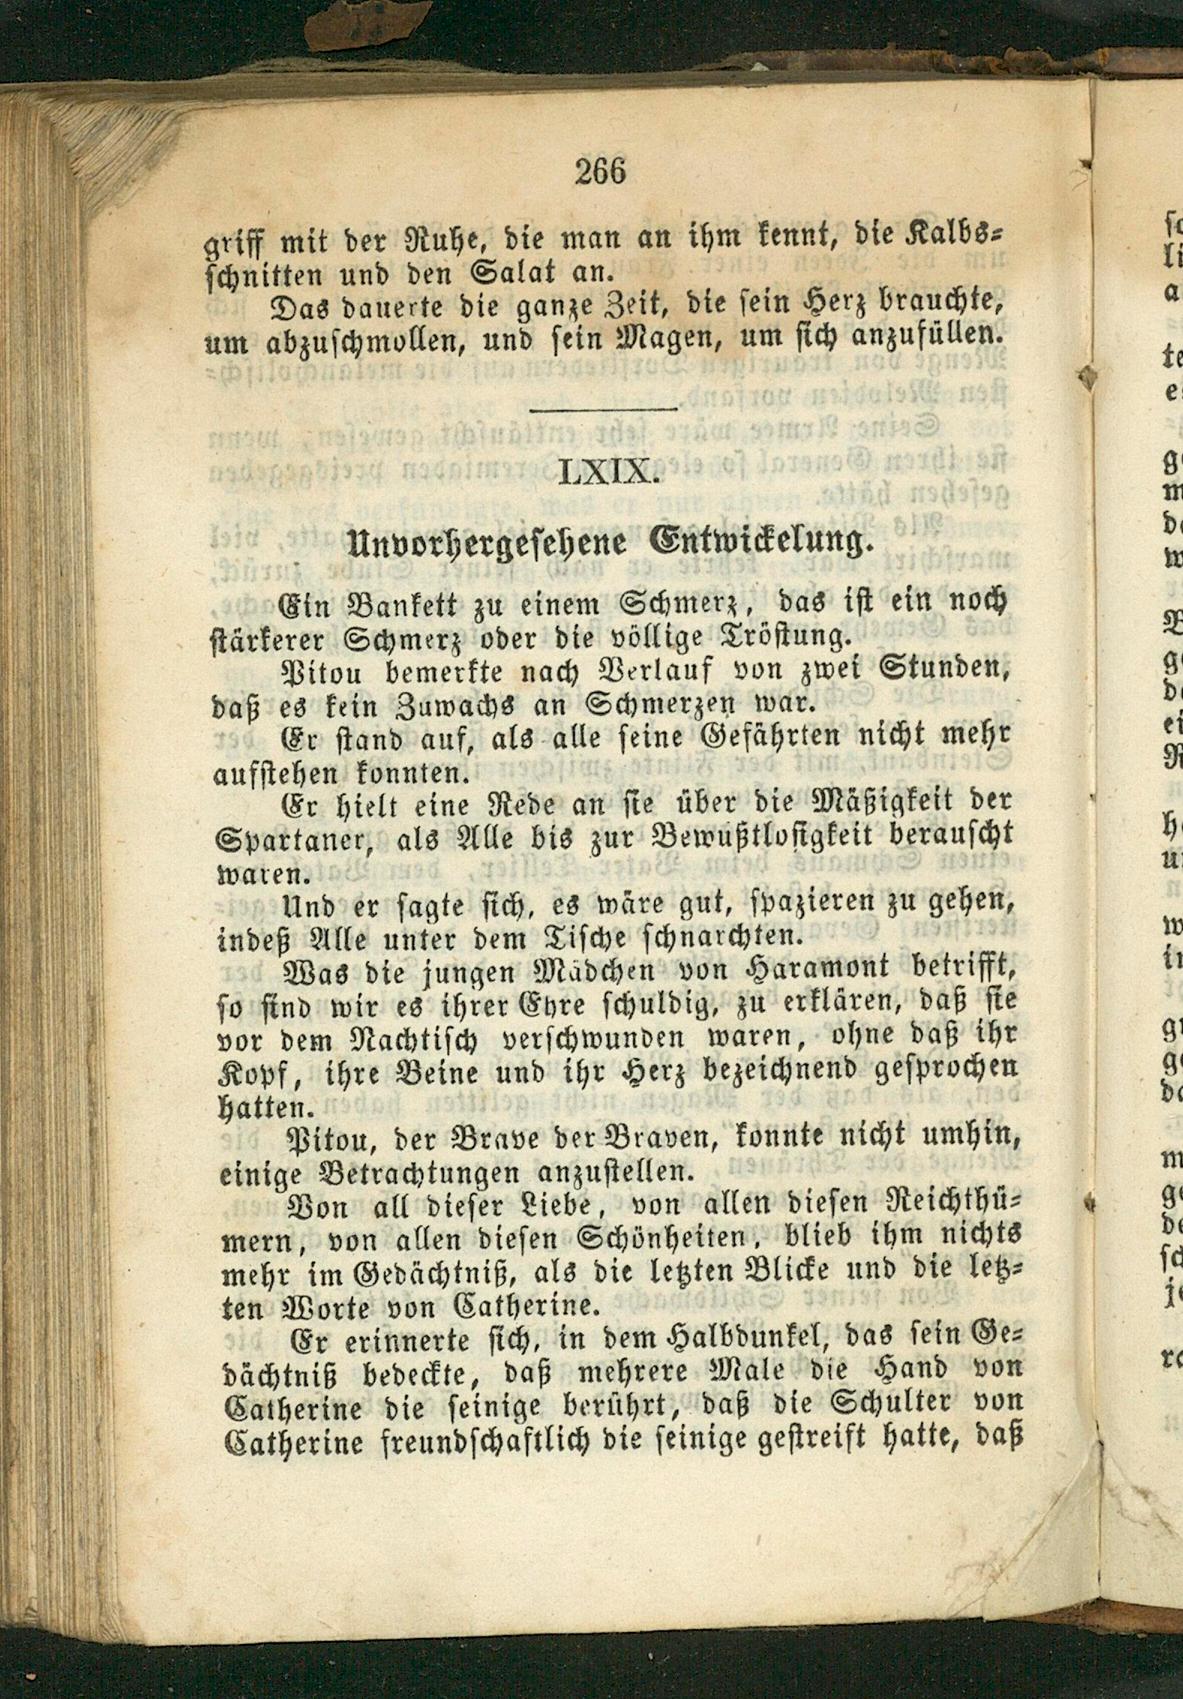 266
griff mit der Ruhe, die man an ihm kennt, die Kalbs-
schnitten und den Salat an.
Das dauerte die ganze Zeit, die sein Herz brauchte,
um abzuschmollen, und sein Magen, um sich anzufüllen.
LXIX.
Unvorhergesehene Entwickelung.
Ein Bankett zu einem Schmerz, das ist ein noch
stärkerer Schmerz oder die völlige Tröstung.
Pitou bemerkte nach Verlauf von zwei Stunden,
daß es kein Zuwachs an Schmerzen war.
Er stand auf, als alle seine Gefährten nicht mehr
aufstehen konnten.
Er hielt eine Rede an sie über die Mäßigkeit der
Spartaner, als Alle bis zur Bewußtlosigkeit berauscht
waren.
Und er sagte sich, es wäre gut, spazieren zu gehen,
indeß Alle unter dem Tische schnarchten.
Was die jungen Mädchen von Haramont betrifft,
so sind wir es ihrer Ehre schuldig, zu erklären, daß sie
vor dem Nachtisch verschwunden waren, ohne daß ihr
Kopf, ihre Beine und ihr Herz bezeichnend gesprochen
hatten.
Pitou, der Brave der Braven, konnte nicht umhin,
einige Betrachtungen anzustellen.
Von all dieser Liebe, von allen diesen Reichthü-
mern, von allen diesen Schönheiten, blieb ihm nichts
mehr im Gedächtniß, als die letzten Blicke und die letz-
ten Worte von Catherine.
Er erinnerte sich, in dem Halbdunkel, das sein Ge-
dächtniß bedeckte, daß mehrere Male die Hand von
Catherine die seinige berührt, daß die Schulter von
Catherine freundschaftlich die seinige gestreift hatte, daß